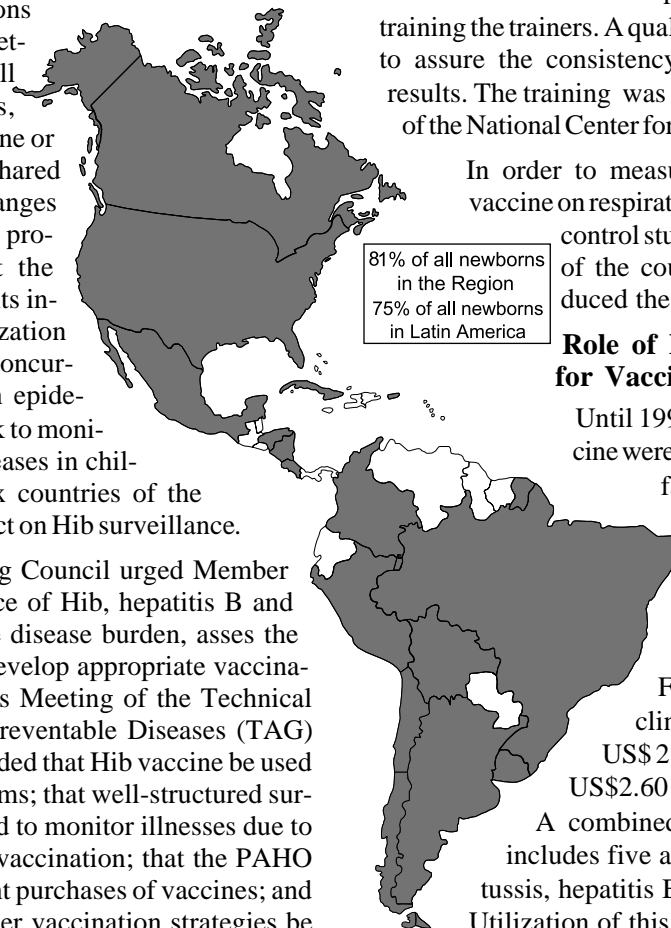 ons
et-
ll
s,
ne or
hared
anges
pro-
t the
ts in-
zation
oncur-
n epide-
k to moni-
eases in chil-
x countries of the
ct on Hib surveillance.
g Council urged Member
ce of Hib, hepatitis B and
e disease burden, asses the
evelop appropriate vaccina-
s Meeting of the Technical
reventable Diseases (TAG)
ded that Hib vaccine be used
ms; that well-structured sur-
d to monitor illnesses due to
vaccination; that the PAHO
nt purchases of vaccines; and
er vaccination strategies be
81% of all newborns
in the Region
75% of all newborns
in Latin America
training the trainers. A qual
to assure the consistency
results. The training was
of the National Center for
In order to measu
vaccine on respirat
control stu
of the cou
duced the
Role of
for Vacci
Until 199
cine were
f
F
clin
US$ 2
US$2.60
A combined
includes five a
tussis, hepatitis B
Utilization of this